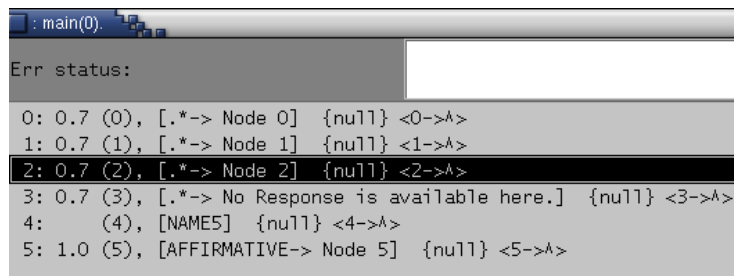 : main(0).
Err status:
0: 0.7 (0), [.*-> Node 0] {null} <0->^>
1: 0.7 (1), [.*-> Node 1] {null} <1->^>
2: 0.7 (2), [.*-> Node 2] {null} <2->^>
3: 0.7 (3), [.*-> No Response is available here.] {null} <3->^>
4: (4), [NAME5] {null} <4->^>
5: 1.0 (5), [AFFIRMATIVE-> Node 5] {null} <5->^>